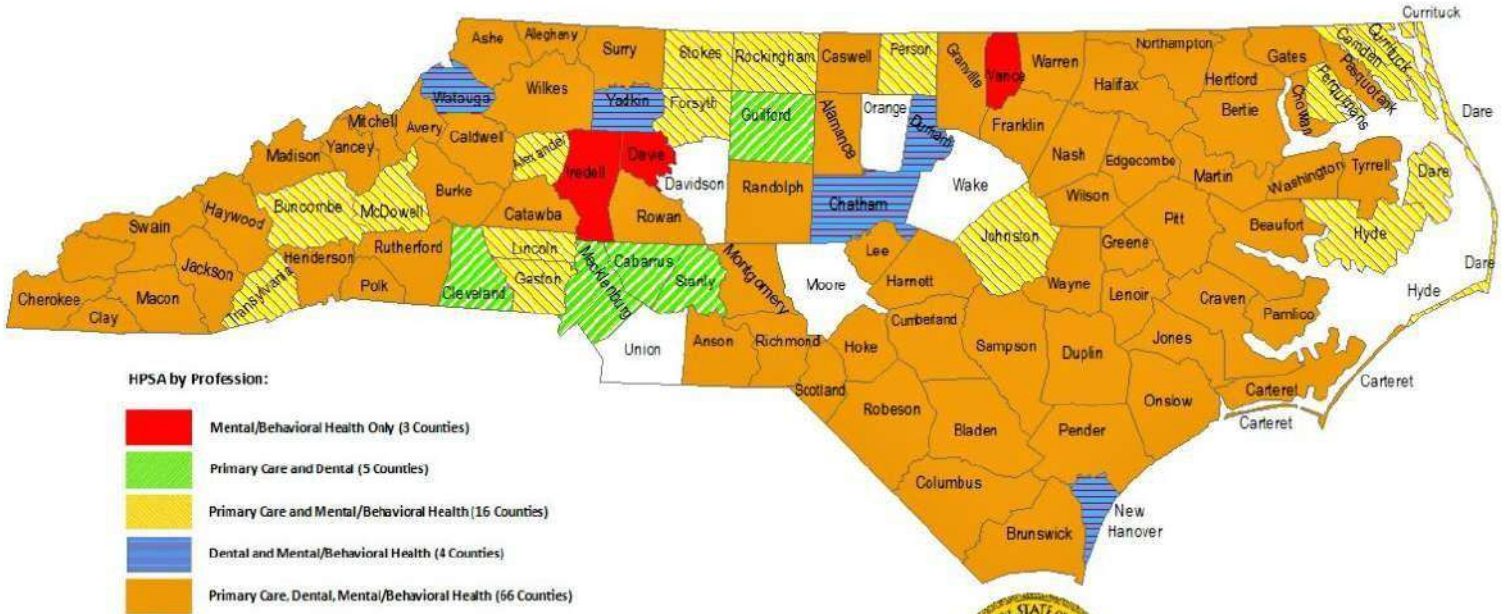 Currituck
Ashe
Alleghany
Surry
Stokes
Rockingham
Caswell
Person
Granville
Vance
Warren
Northampton
Gates
Camden
Currituck
Pasquotank
Perquimans
Chowan
Hertford
Halifax
Bertie
Dare
Watauga
Wilkes
Yadkin
Forsyth
Guilford
Alamance
Orange
Durham
Franklin
Nash
Edgecombe
Martin
Washington
Tyrrell
Dare
Mitchell
Avery
Yancey
Madison
Caldwell
Alexander
Iredell
Davie
Davidson
Randolph
Chatham
Wake
Wilson
Pitt
Beaufort
Hyde
Dare
Buncombe
McDowell
Burke
Catawba
Rowan
Haywood
Swain
Jackson
Rutherford
Henderson
Lincoln
Gaston
Cleveland
Polk
Transylvania
Macon
Cherokee
Clay
Mecklenburg
Cabarrus
Stanly
Montgomery
Moore
Lee
Harnett
Johnston
Greene
Wayne
Lenoir
Craven
Pamlico
Hyde
Union
Anson
Richmond
Hoke
Cumberland
Sampson
Duplin
Jones
Scotland
Robeson
Bladen
Pender
Onslow
Carteret
Carteret
Carteret
Columbus
Brunswick
New
Hanover
HPSA by Profession:
Mental/Behavioral Health Only (3 Counties)
Primary Care and Dental (5 Counties)
Primary Care and Mental/Behavioral Health (16 Counties)
Dental and Mental/Behavioral Health (4 Counties)
Primary Care, Dental, Mental/Behavioral Health (66 Counties)
STATE OF